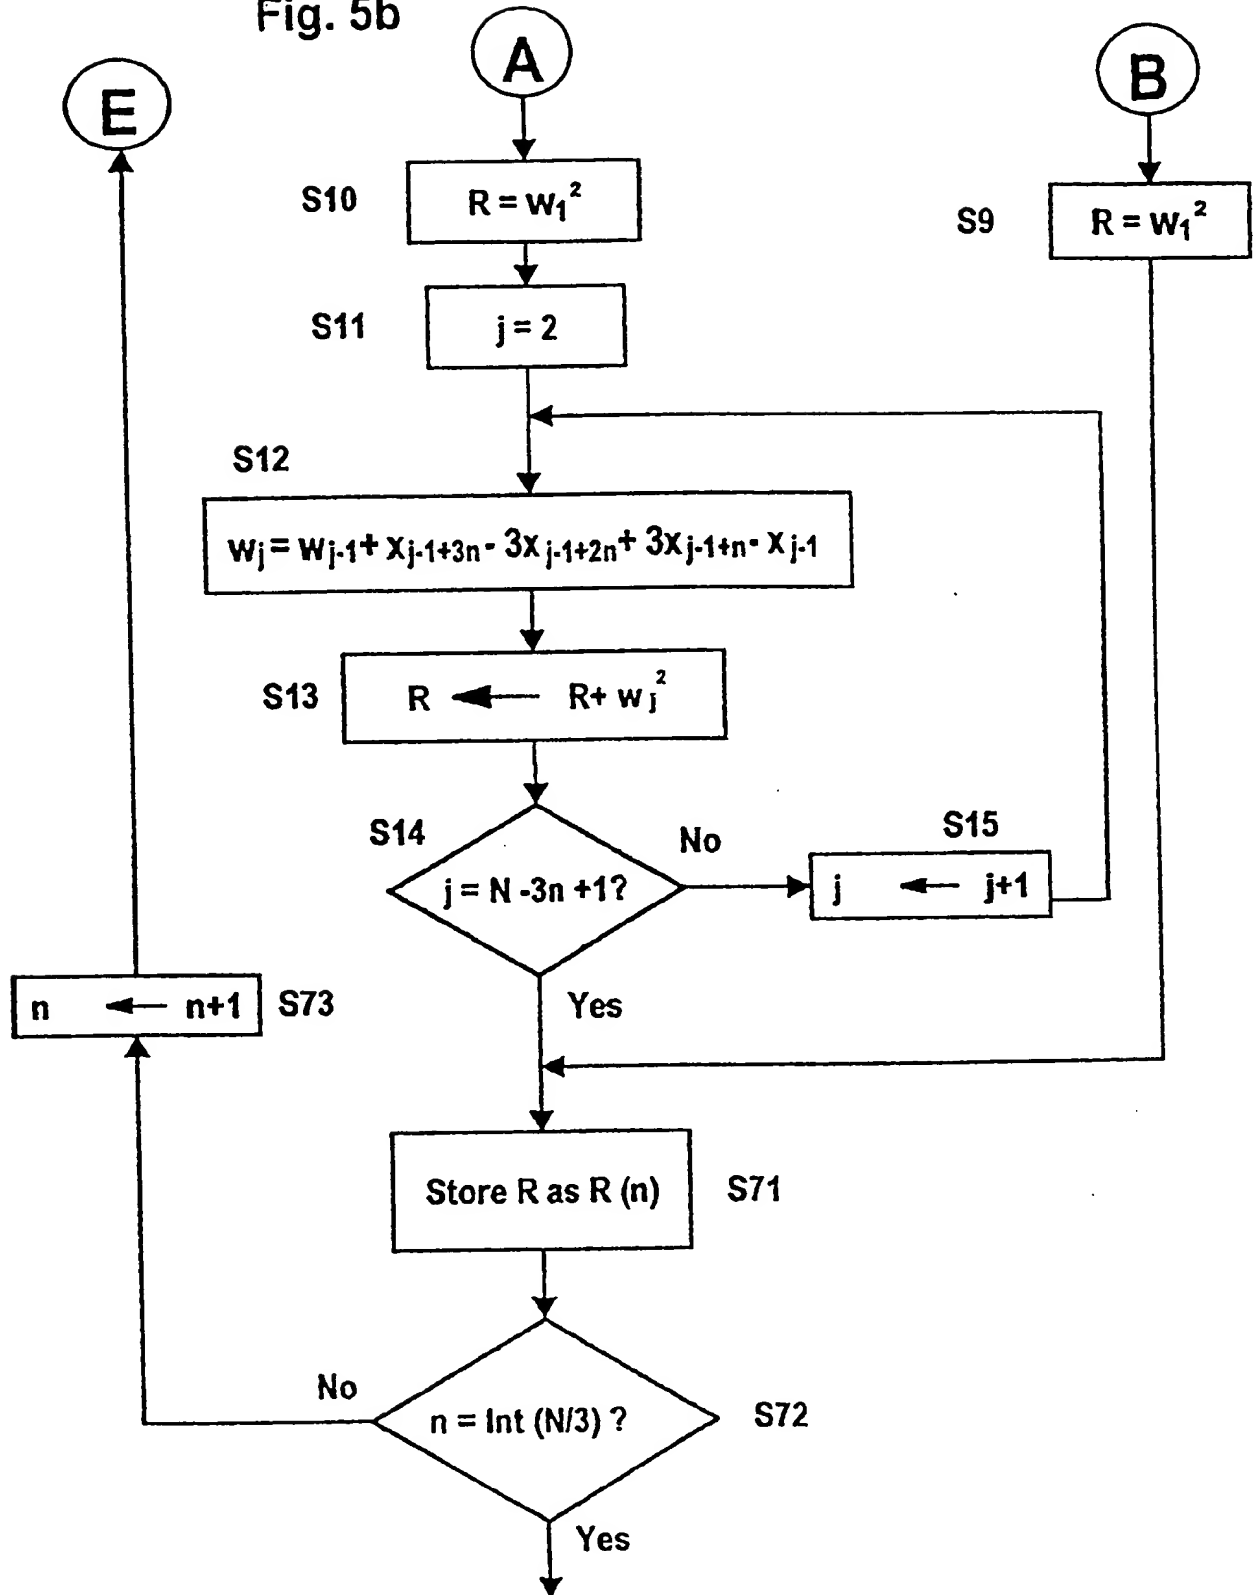 Fig. 5b
A
B
E
S10
R = w₁²
S9
R = w₁²
S11
j = 2
S12
wⱼ = wⱼ₋₁ + xⱼ₋₁₊₃ₙ - 3xⱼ₋₁₊₂ₙ + 3xⱼ₋₁₊ₙ - xⱼ₋₁
S13
R ← R+ wⱼ²
S14
j = N -3n +1?
No
S15
j ← j+1
Yes
n ← n+1
S73
Store R as R (n)
S71
No
n = Int (N/3) ?
S72
Yes